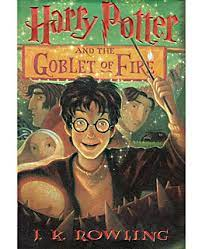 Harry Potter
AND THE
GOBLET OF FIRE
J. K. ROWLING